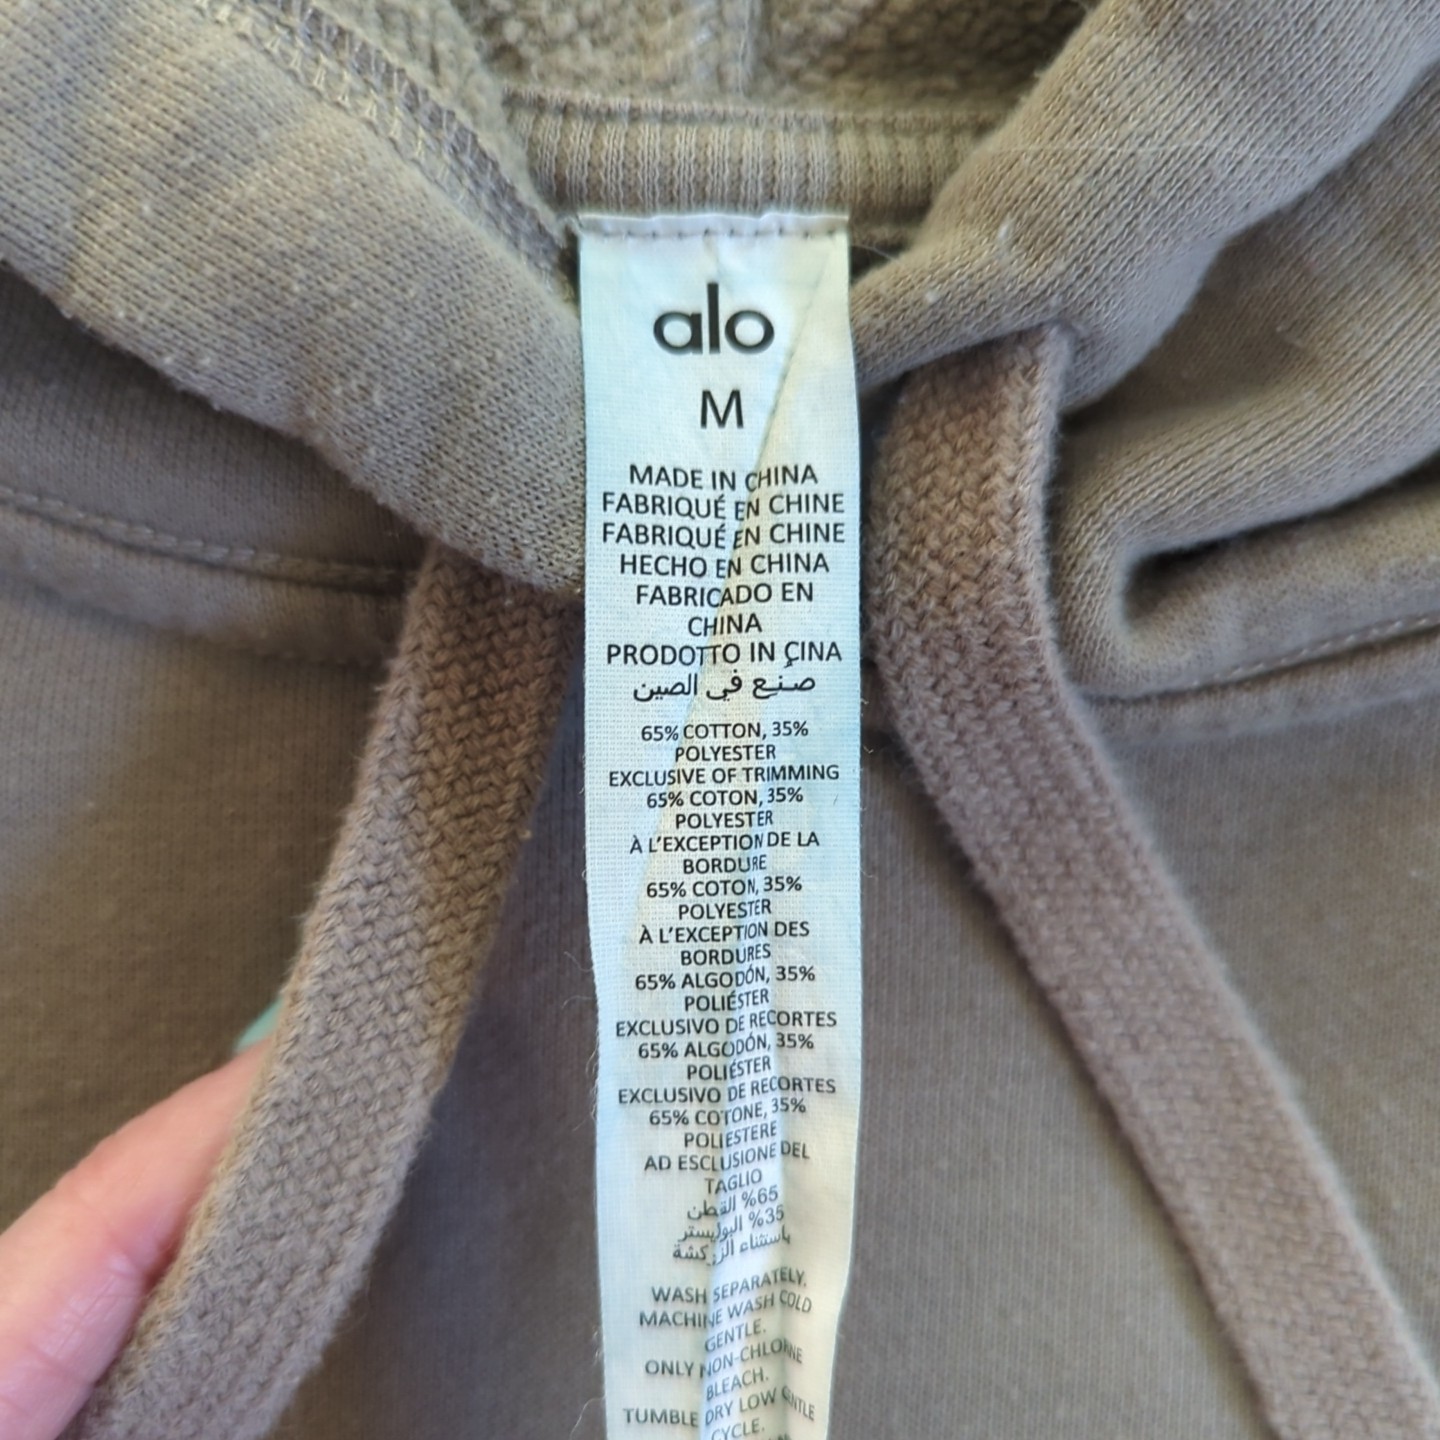 alo
M
MADE IN CHINA
FABRIQUÉ EN CHINE
FABRIQUÉ EN CHINE
HECHO EN CHINA
FABRICADO EN
CHINA
PRODOTTO IN CINA
صُنِع في الصين
65% COTTON, 35%
POLYESTER
EXCLUSIVE OF TRIMMING
65% COTON, 35%
POLYESTER
À L'EXCEPTION DE LA
BORDURE
65% COTON, 35%
POLYESTER
À L'EXCEPTION DES
BORDURES
65% ALGODÓN, 35%
POLIÉSTER
EXCLUSIVO DE RECORTES
65% ALGODÓN, 35%
POLIÉSTER
EXCLUSIVO DE RECORTES
65% COTONE, 35%
POLIESTERE
AD ESCLUSIONE DEL
TAGLIO
65% القطن
35% البوليستر
باستثناء الزركشة
WASH SEPARATELY.
MACHINE WASH COLD
GENTLE.
ONLY NON-CHLORINE
BLEACH.
TUMBLE DRY LOW GENTLE
CYCLE.